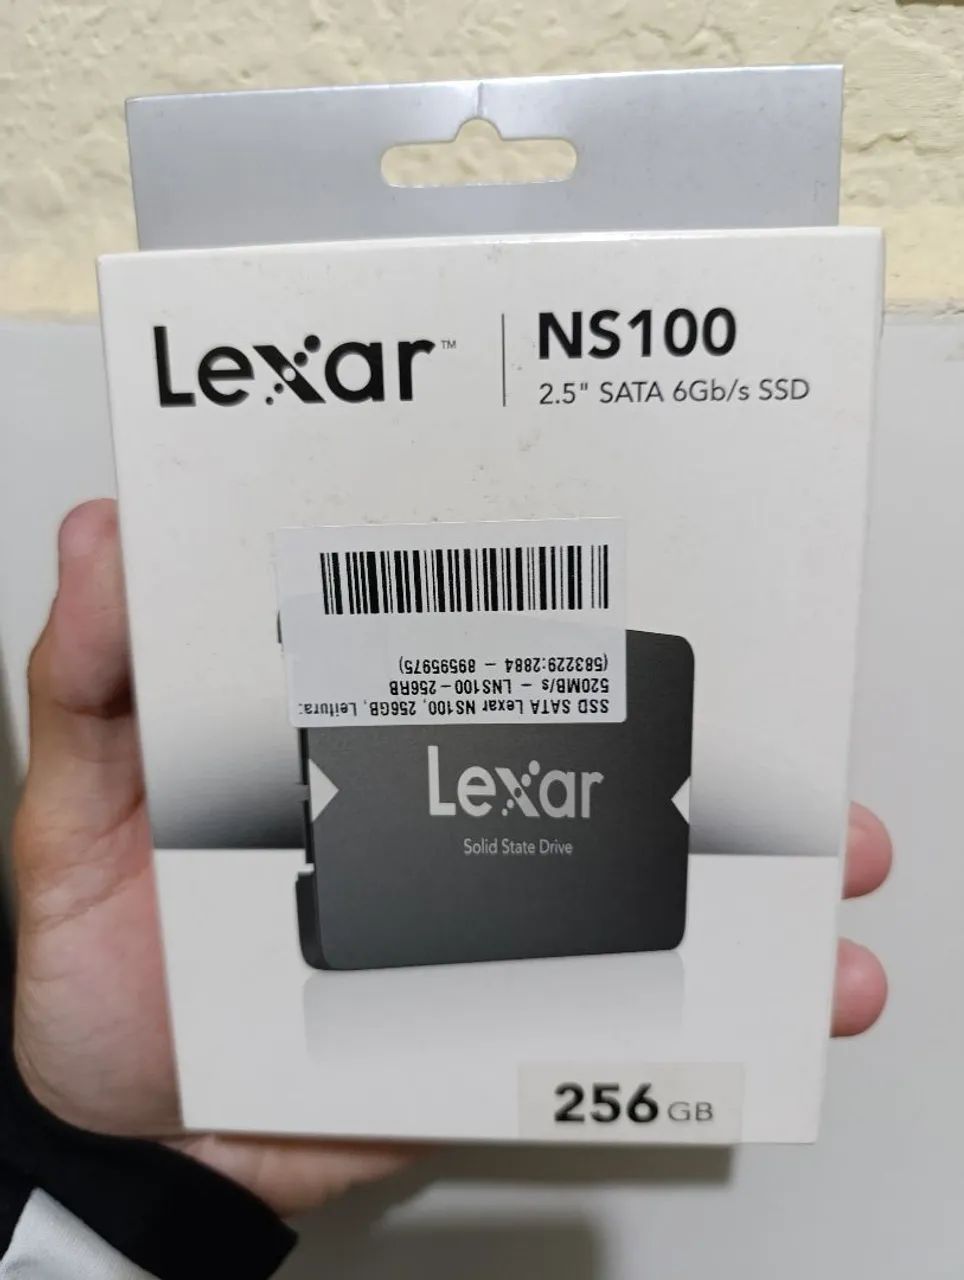 Lexar™
NS100
2.5" SATA 6Gb/s SSD
SSD SATA Lexar NS100, 256GB, Leitura:
520MB/s - LNS100-256RB
(583229:2884 - 89595975)
Lexar
Solid State Drive
256 GB